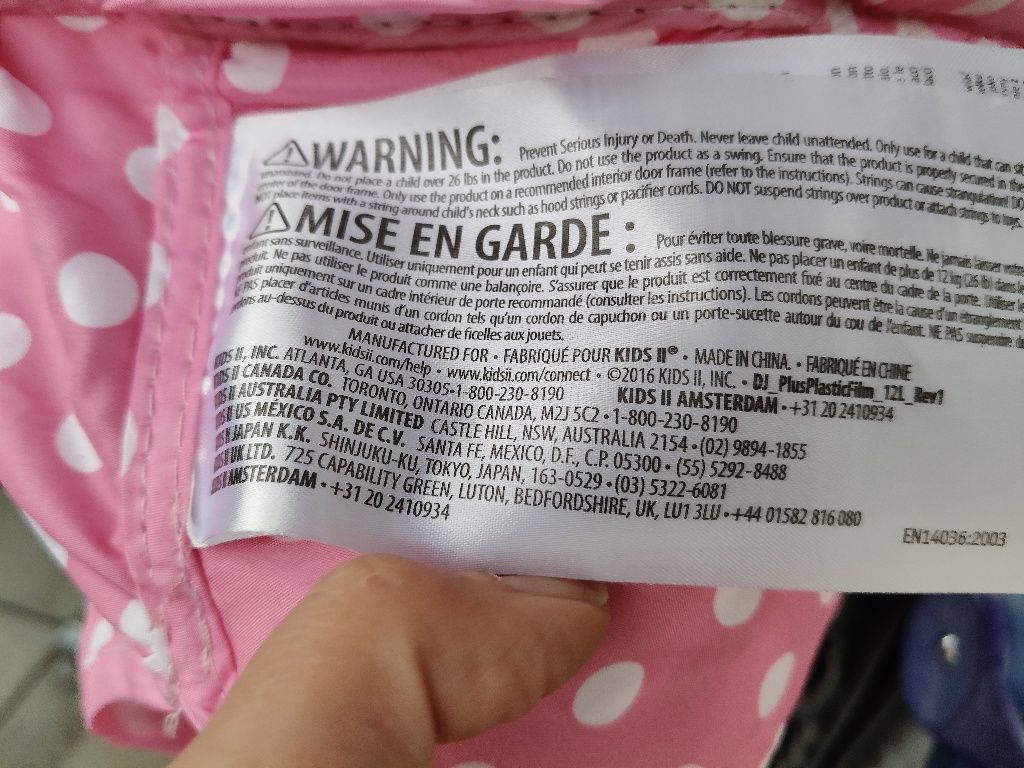 WARNING: Prevent Serious Injury or Death. Never leave child unattended. Only use for a child that can sit
unassisted. Do not place a child over 26 lbs in the product. Do not use the product as a swing. Ensure that the product is properly secured in the
center of the door frame. Only use the product on a recommended interior door frame (refer to the instructions). Strings can cause strangulation! DO
NOT place items with a string around child's neck such as hood strings or pacifier cords. DO NOT suspend strings over product or attach strings to toys.
MISE EN GARDE : Pour éviter toute blessure grave, voire mortelle. Ne jamais laisser votre
enfant sans surveillance. Utiliser uniquement pour un enfant qui peut se tenir assis sans aide. Ne pas placer un enfant de plus de 12 kg (26 lb) dans le
produit. Ne pas utiliser le produit comme une balançoire. S'assurer que le produit est correctement fixé au centre du cadre de la porte. Utiliser le
produit uniquement sur un cadre intérieur de porte recommandé (consulter les instructions). Les cordons peuvent être la cause d'un étranglement
NE PAS placer d'articles munis d'un cordon tels qu'un cordon de capuchon ou un porte-sucette autour du cou de l'enfant. NE PAS suspendre de
cordons au-dessus du produit ou attacher de ficelles aux jouets.
MANUFACTURED FOR • FABRIQUÉ POUR KIDS II® • MADE IN CHINA. • FABRIQUÉ EN CHINE
www.kidsii.com/help • www.kidsii.com/connect • ©2016 KIDS II, INC. • DJ_PlusPlasticFilm_12L_Rev1
KIDS II, INC. ATLANTA, GA USA 30305•1-800-230-8190 KIDS II AMSTERDAM • +31 20 2410934
KIDS II CANADA CO. TORONTO, ONTARIO CANADA, M2J 5C2 • 1-800-230-8190
KIDS II AUSTRALIA PTY LIMITED CASTLE HILL, NSW, AUSTRALIA 2154 • (02) 9894-1855
KIDS II US MÉXICO S.A. DE C.V. SANTA FE, MEXICO, D.F., C.P. 05300 • (55) 5292-8488
KIDS II JAPAN K.K. SHINJUKU-KU, TOKYO, JAPAN, 163-0529 • (03) 5322-6081
KIDS II UK LTD. 725 CAPABILITY GREEN, LUTON, BEDFORDSHIRE, UK, LU1 3LU • +44 01582 816 080
KIDS II AMSTERDAM • +31 20 2410934
EN14036:2003